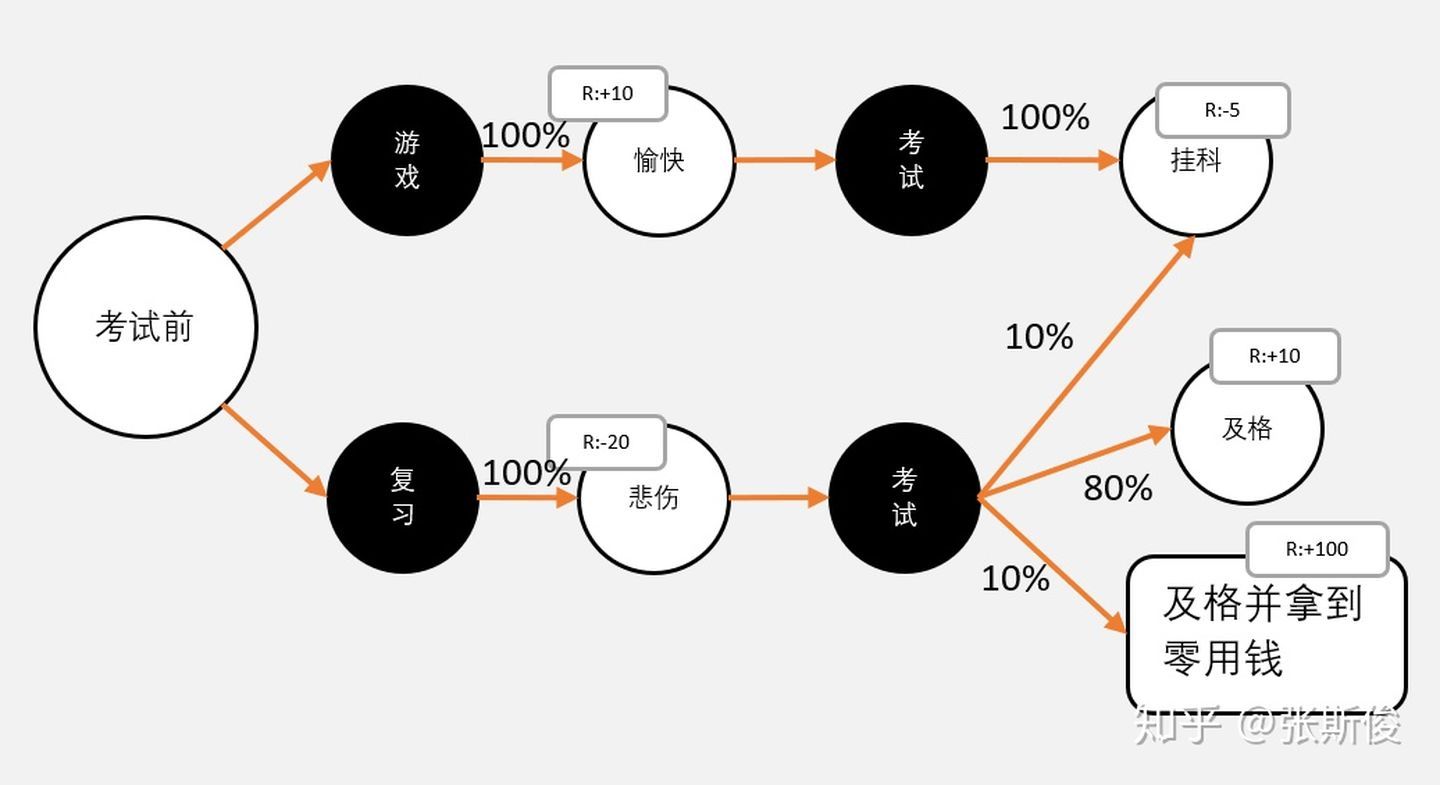 考试前
游
戏
100%
R:+10
愉快
考
试
100%
R:-5
挂科
复
习
100%
R:-20
悲伤
考
试
10%
80%
10%
R:+10
及格
R:+100
及格并拿到
零用钱
知乎 @张斯俊